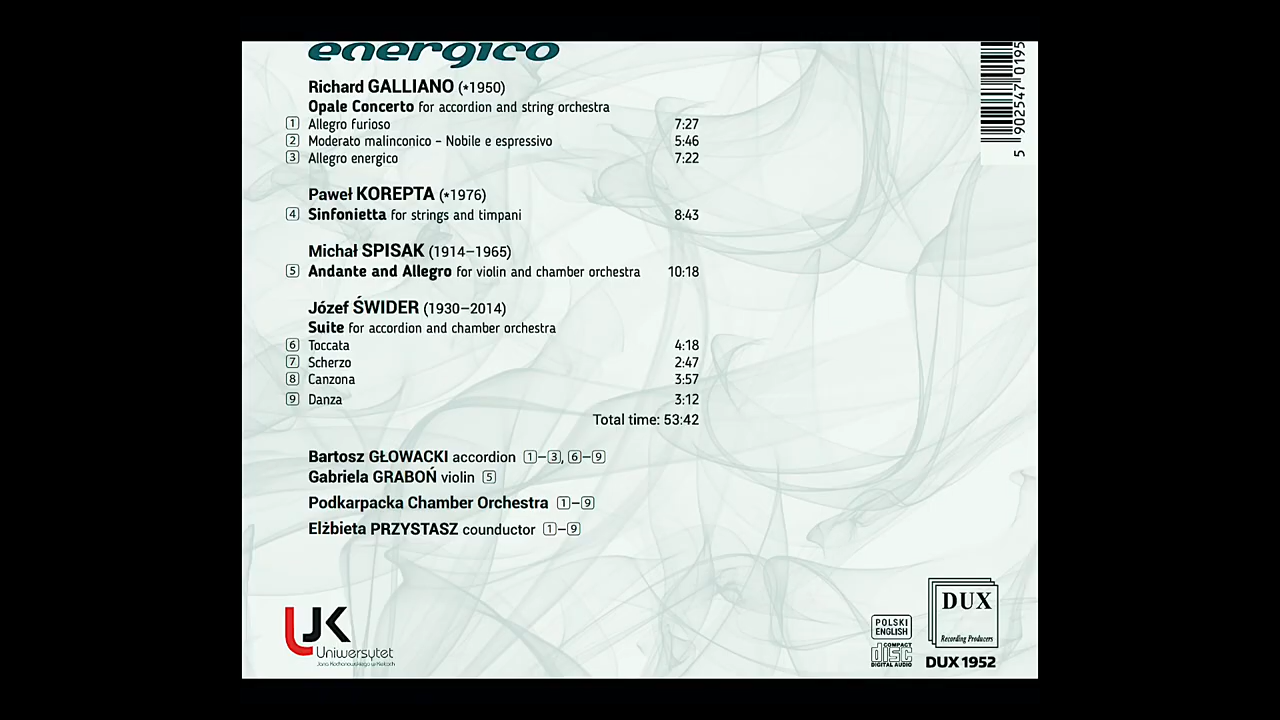 energico
Richard GALLIANO (*1950)
Opale Concerto for accordion and string orchestra
1 Allegro furioso 7:27
2 Moderato malinconico – Nobile e espressivo 5:46
3 Allegro energico 7:22
Paweł KOREPTA (*1976)
4 Sinfonietta for strings and timpani 8:43
Michał SPISAK (1914–1965)
5 Andante and Allegro for violin and chamber orchestra 10:18
Józef ŚWIDER (1930–2014)
Suite for accordion and chamber orchestra
6 Toccata 4:18
7 Scherzo 2:47
8 Canzona 3:57
9 Danza 3:12
Total time: 53:42
Bartosz GŁOWACKI accordion 1–3, 6–9
Gabriela GRABOŃ violin 5
Podkarpacka Chamber Orchestra 1–9
Elżbieta PRZYSTASZ counductor 1–9
5 902547 0195
UJK
Uniwersytet
Jana Kochanowskiego w Kielcach
POLSKI
ENGLISH
COMPACT
disc
DIGITAL AUDIO
DUX
Recording Producers
DUX 1952